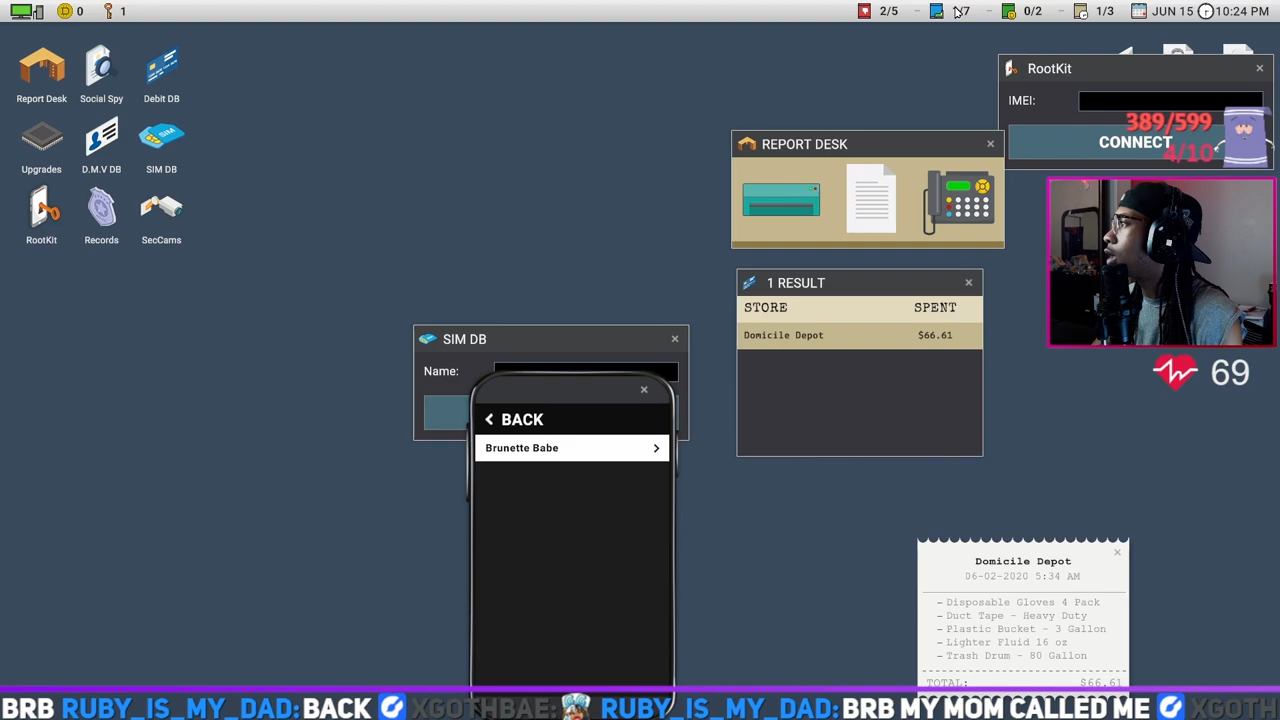 0
1
2/5
7
0/2
1/3
JUN 15
10:24 PM
Report Desk
Social Spy
Debit DB
Upgrades
D.M.V DB
SIM DB
RootKit
Records
SecCams
RootKit
IMEI:
CONNECT
389/599
4/10
REPORT DESK
1 RESULT
STORE SPENT
Domicile Depot $66.61
69
SIM DB
Name:
BACK
Brunette Babe
Domicile Depot
06-02-2020 5:34 AM
- Disposable Gloves 4 Pack
- Duct Tape - Heavy Duty
- Plastic Bucket - 3 Gallon
- Lighter Fluid 16 oz
- Trash Drum - 80 Gallon
TOTAL: $66.61
BRB RUBY_IS_MY_DAD: BACK XGOTHBAE: RUBY_IS_MY_DAD: BRB MY MOM CALLED ME XGOTHB